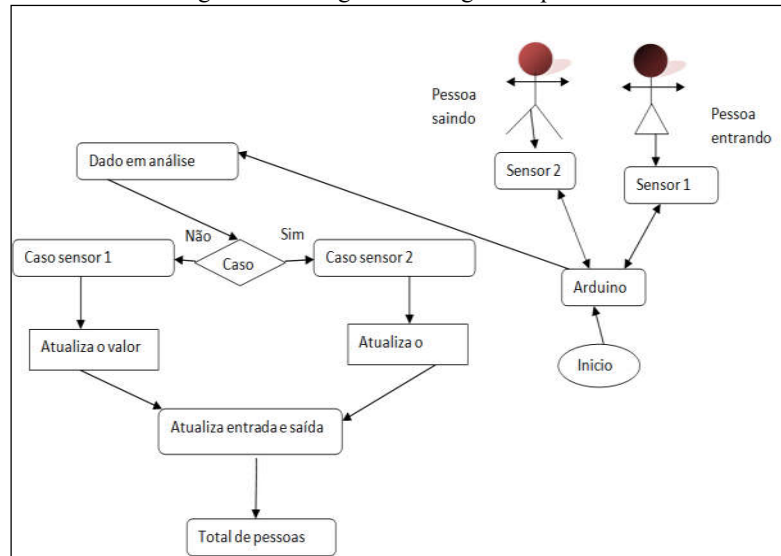 Pessoa
saindo
Pessoa
entrando
Dado em análise
Sensor 2
Sensor 1
Não
Sim
Caso sensor 1
Caso
Caso sensor 2
Arduino
Atualiza o valor
Atualiza o
Inicio
Atualiza entrada e saída
Total de pessoas